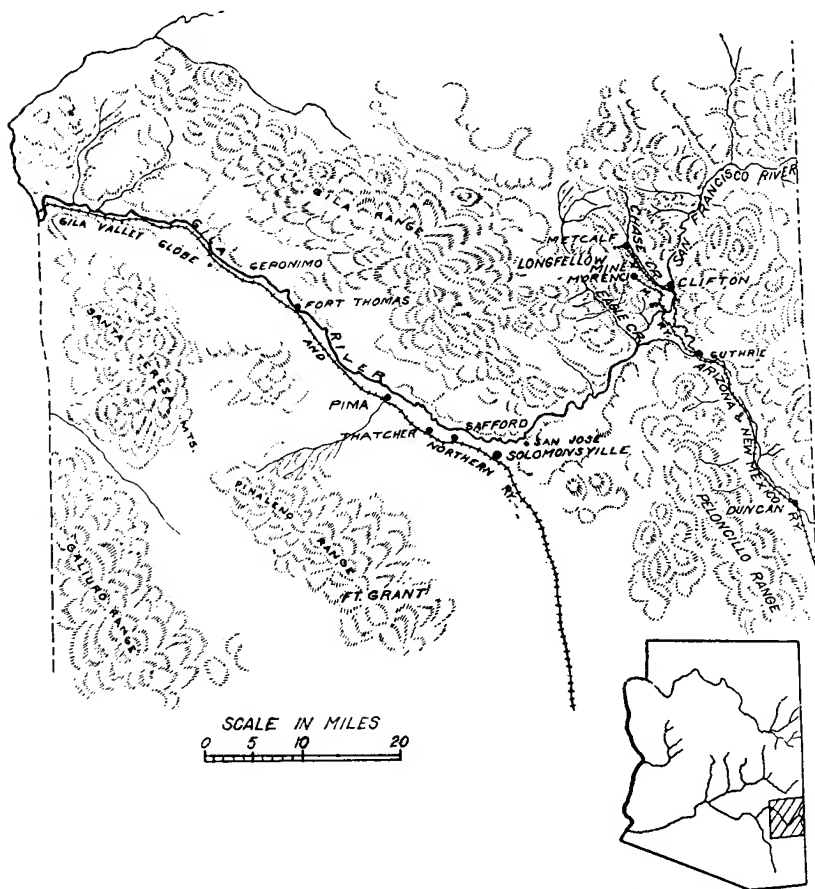 SAN FRANCISCO RIVER
GILA RANGE
CHASE CR.
METCALF
LONGFELLOW
MINE
MORENCI
CLIFTON
EAGLE CR.
GUTHRIE
ARIZONA & NEW MEXICO RY.
DUNCAN
PELONCILLO RANGE
GILA VALLEY GLOBE AND NORTHERN RY.
GILA RIVER
GERONIMO
FORT THOMAS
SANTA TERESA MTS.
PIMA
THATCHER
SAFFORD
SAN JOSE
SOLOMONSVILLE
PINALENO RANGE
FT. GRANT
GALIURO RANGE
SCALE IN MILES
0 5 10 20